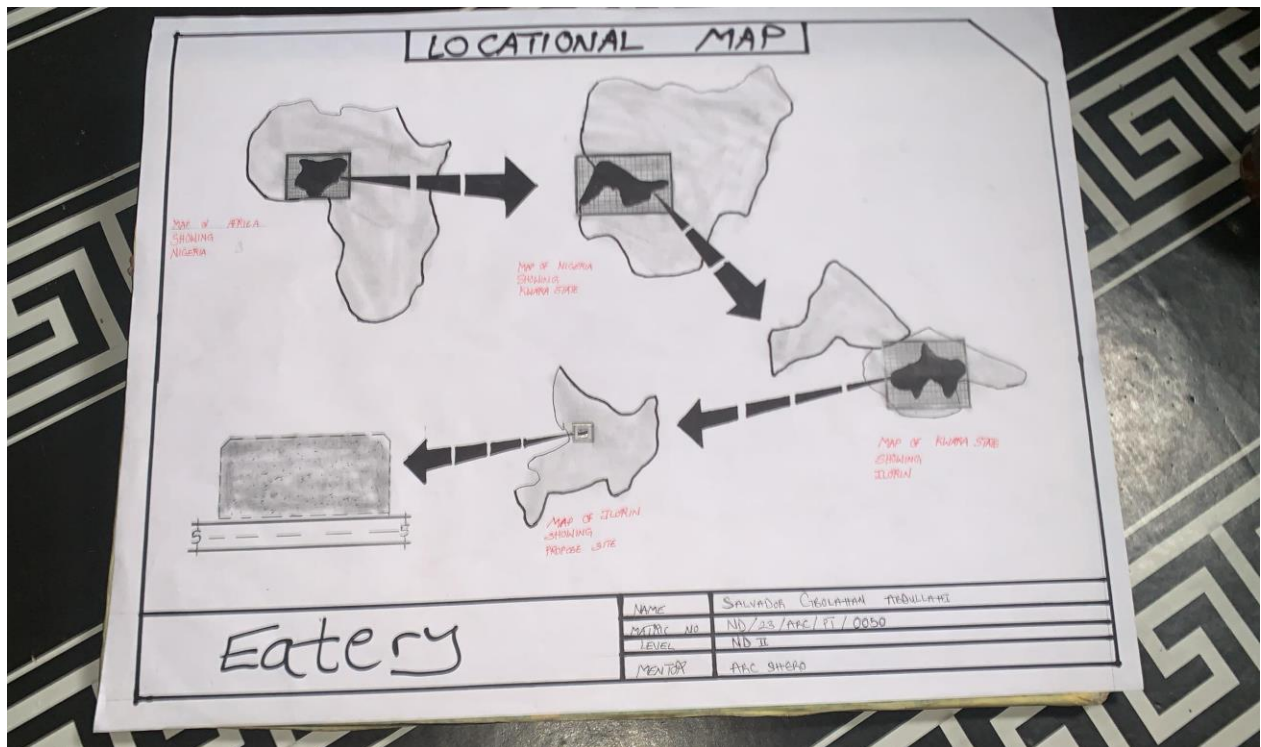 LOCATIONAL MAP
MAP OF AFRICA
SHOWING
NIGERIA
MAP OF NIGERIA
SHOWING
KWARA STATE
MAP OF KWARA STATE
SHOWING
ILORIN
MAP OF ILORIN
SHOWING
PROPOSE SITE
Eatery
NAME SALVADOR GBOLAHAN ABDULLAHI
MATRIC NO ND/23/ARC/PT/0050
LEVEL ND II
MENTOR ARC SHERO